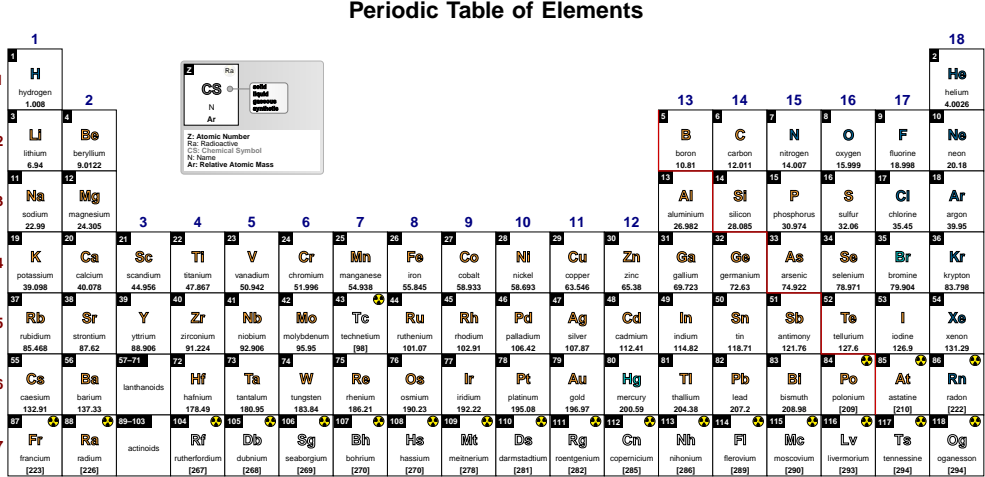 Periodic Table of Elements
1 18
1 2
H He
hydrogen helium
1.008 4.0026
Z Ra
CS solid
liquid
gaseous
synthetic
N
Ar
Z: Atomic Number
Ra: Radioactive
CS: Chemical Symbol
N: Name
Ar: Relative Atomic Mass
2 13 14 15 16 17
3 4 5 6 7 8 9 10
2 Li Be B C N O F Ne
lithium beryllium boron carbon nitrogen oxygen fluorine neon
6.94 9.0122 10.81 12.011 14.007 15.999 18.998 20.18
11 12 13 14 15 16 17 18
3 Na Mg Al Si P S Cl Ar
sodium magnesium aluminium silicon phosphorus sulfur chlorine argon
22.99 24.305 26.982 28.085 30.974 32.06 35.45 39.95
3 4 5 6 7 8 9 10 11 12
19 20 21 22 23 24 25 26 27 28 29 30 31 32 33 34 35 36
4 K Ca Sc Ti V Cr Mn Fe Co Ni Cu Zn Ga Ge As Se Br Kr
potassium calcium scandium titanium vanadium chromium manganese iron cobalt nickel copper zinc gallium germanium arsenic selenium bromine krypton
39.098 40.078 44.956 47.867 50.942 51.996 54.938 55.845 58.933 58.693 63.546 65.38 69.723 72.63 74.922 78.971 79.904 83.798
37 38 39 40 41 42 43 44 45 46 47 48 49 50 51 52 53 54
5 Rb Sr Y Zr Nb Mo Tc Ru Rh Pd Ag Cd In Sn Sb Te I Xe
rubidium strontium yttrium zirconium niobium molybdenum technetium ruthenium rhodium palladium silver cadmium indium tin antimony tellurium iodine xenon
85.468 87.62 88.906 91.224 92.906 95.95 [98] 101.07 102.91 106.42 107.87 112.41 114.82 118.71 121.76 127.6 126.9 131.29
55 56 57–71 72 73 74 75 76 77 78 79 80 81 82 83 84 85 86
6 Cs Ba lanthanoids Hf Ta W Re Os Ir Pt Au Hg Tl Pb Bi Po At Rn
caesium barium hafnium tantalum tungsten rhenium osmium iridium platinum gold mercury thallium lead bismuth polonium astatine radon
132.91 137.33 178.49 180.95 183.84 186.21 190.23 192.22 195.08 196.97 200.59 204.38 207.2 208.98 [209] [210] [222]
87 88 89–103 104 105 106 107 108 109 110 111 112 113 114 115 116 117 118
7 Fr Ra actinoids Rf Db Sg Bh Hs Mt Ds Rg Cn Nh Fl Mc Lv Ts Og
francium radium rutherfordium dubnium seaborgium bohrium hassium meitnerium darmstadtium roentgenium copernicium nihonium flerovium moscovium livermorium tennessine oganesson
[223] [226] [267] [268] [269] [270] [270] [278] [281] [282] [285] [286] [289] [290] [293] [294] [294]